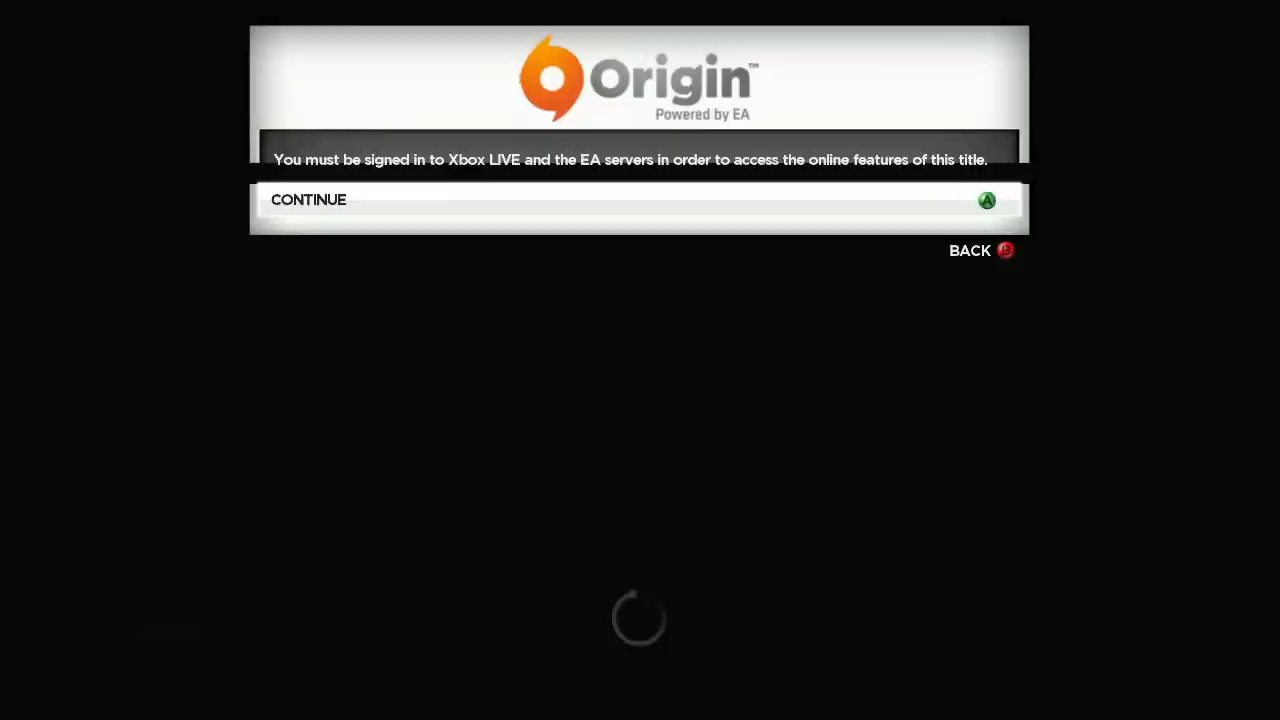 Origin™
Powered by EA
You must be signed in to Xbox LIVE and the EA servers in order to access the online features of this title.
CONTINUE A
BACK B